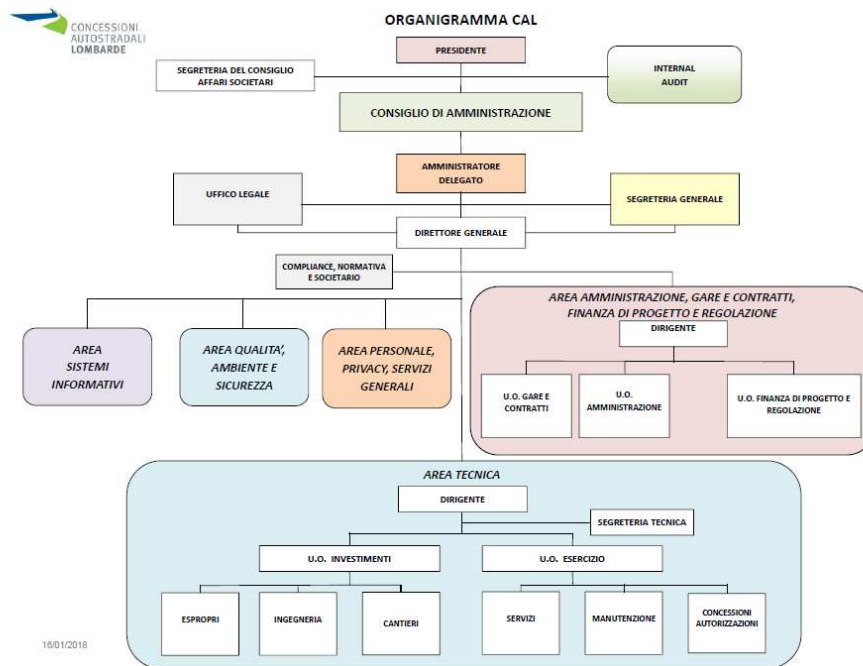 CONCESSIONI
AUTOSTRADALI
LOMBARDE
ORGANIGRAMMA CAL
PRESIDENTE
SEGRETERIA DEL CONSIGLIO
AFFARI SOCIETARI
INTERNAL
AUDIT
CONSIGLIO DI AMMINISTRAZIONE
AMMINISTRATORE
DELEGATO
UFFICO LEGALE
SEGRETERIA GENERALE
DIRETTORE GENERALE
COMPLIANCE, NORMATIVA
E SOCIETARIO
AREA AMMINISTRAZIONE, GARE E CONTRATTI,
FINANZA DI PROGETTO E REGOLAZIONE
DIRIGENTE
U.O. GARE E
CONTRATTI
U.O.
AMMINISTRAZIONE
U.O. FINANZA DI PROGETTO E
REGOLAZIONE
AREA
SISTEMI
INFORMATIVI
AREA QUALITA',
AMBIENTE E
SICUREZZA
AREA PERSONALE,
PRIVACY, SERVIZI
GENERALI
AREA TECNICA
DIRIGENTE
SEGRETERIA TECNICA
U.O. INVESTIMENTI
U.O. ESERCIZIO
ESPROPRI
INGEGNERIA
CANTIERI
SERVIZI
MANUTENZIONE
CONCESSIONI
AUTORIZZAZIONI
16/01/2018